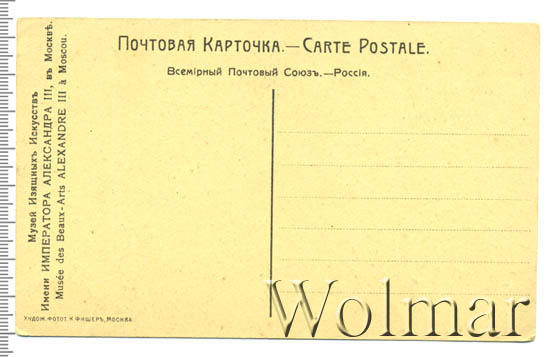 Почтовая Карточка.—Carte Postale.
Всемірный Почтовый Союзъ.—Россія.
Музей Изящныхъ Искусствъ
Имени ИМПЕРАТОРА АЛЕКСАНДРА III, въ Москвѣ.
Musée des Beaux-Arts ALEXANDRE III à Moscou.
Худож. Фотот. К. Фишеръ, Москва.
Wolmar